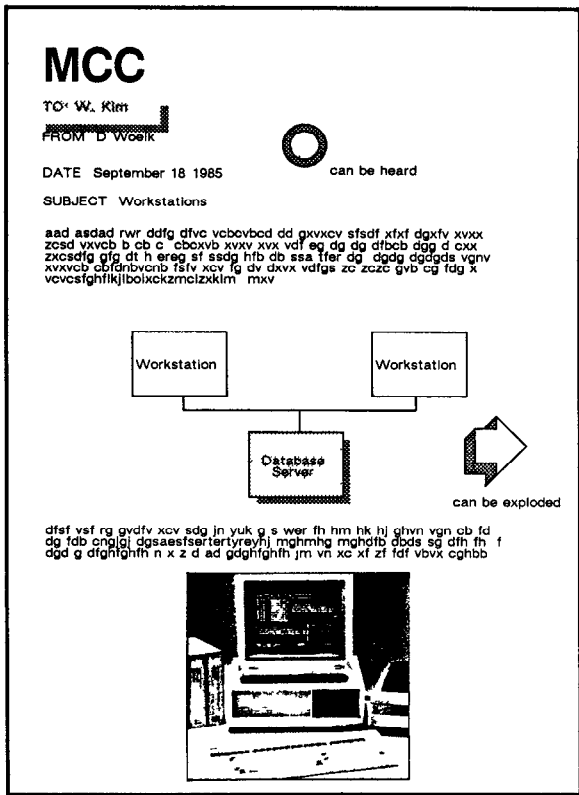 MCC
TO: W. Kim
FROM D Woelk
can be heard
DATE September 18 1985
SUBJECT Workstations
aad asdad rwr ddfg dfvc vcbcvbcd dd gxvxcv sfsdf xfxf dgxfv xvxx
zcsd vxvcb b cb c cbcxvb xvxv xvx vdf eg dg dg dfbcb dgg d cxx
zxcsdfg gfg dt h ereg sf ssdg hfb db ssa tfer dg dgdg dgdgds vgnv
xvxvcb cbfdnbvcnb fsfv xcv fg dv dxvx vdfgs zc zczc gvb cg fdg x
vcvcsfghflkjlboixckzmclzxklm mxv
Workstation
Workstation
Database
Server
can be exploded
dfsf vsf rg gvdfv xcv sdg jn yuk g s wer fh hm hk hj ghvn vgn cb fd
dg fdb cngjgj dgsaesfsertertyreyhj mghmhg mghdfb dbds sg dfh fh f
dgd g dfghfghfh n x z d ad gdghfghfh jm vn xc xf zf fdf vbvx cghbb